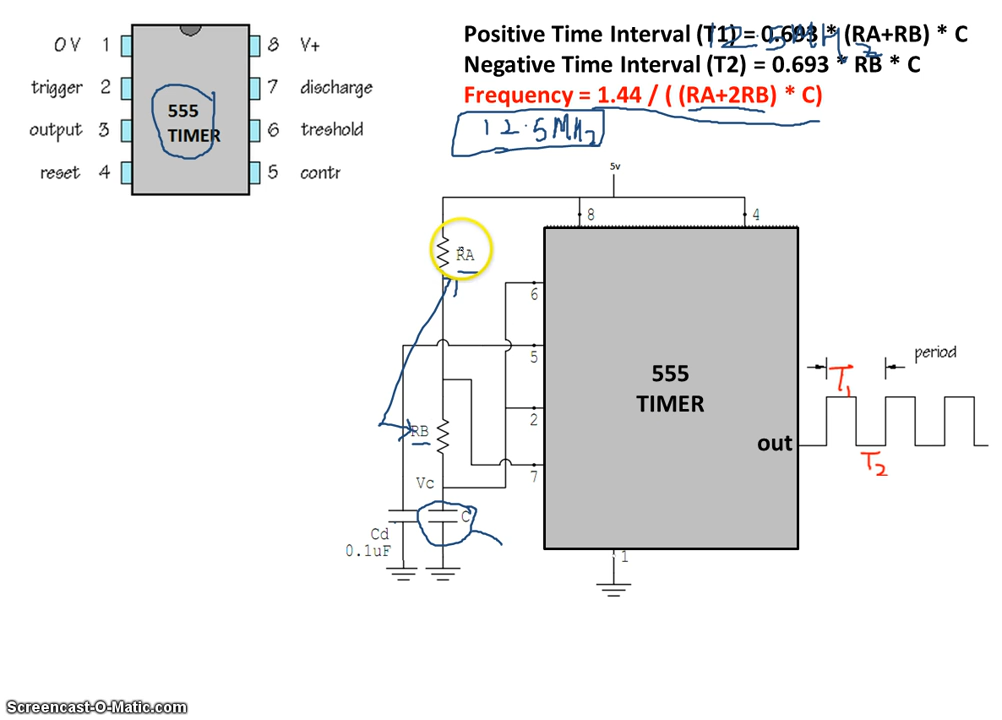 0 V 1
8 V+
trigger 2
7 discharge
output 3
6 treshold
reset 4
5 contr
555
TIMER
Positive Time Interval (T1) = 0.693 * (RA+RB) * C
12.5MHz
Negative Time Interval (T2) = 0.693 * RB * C
Frequency = 1.44 / ( (RA+2RB) * C)
12.5MHz
5v
8
4
RA
6
5
2
7
RB
Vc
C
Cd
0.1uF
1
555
TIMER
out
period
T1
T2
Screencast-O-Matic.com